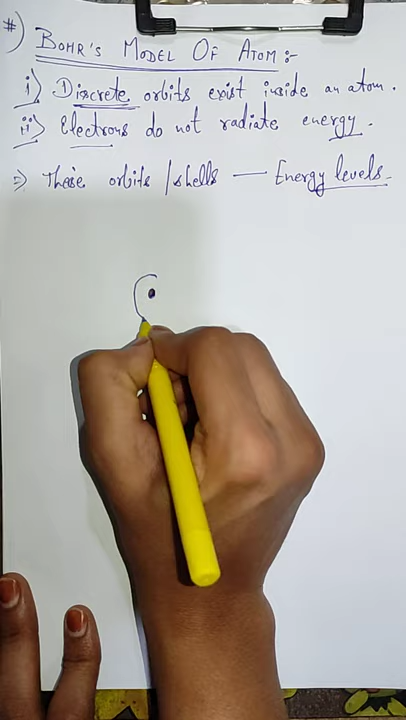 #) BOHR'S MODEL OF ATOM :-
i) Discrete orbits exist inside an atom.
ii) Electrons do not radiate energy.
⇒ These orbits / shells — Energy levels.